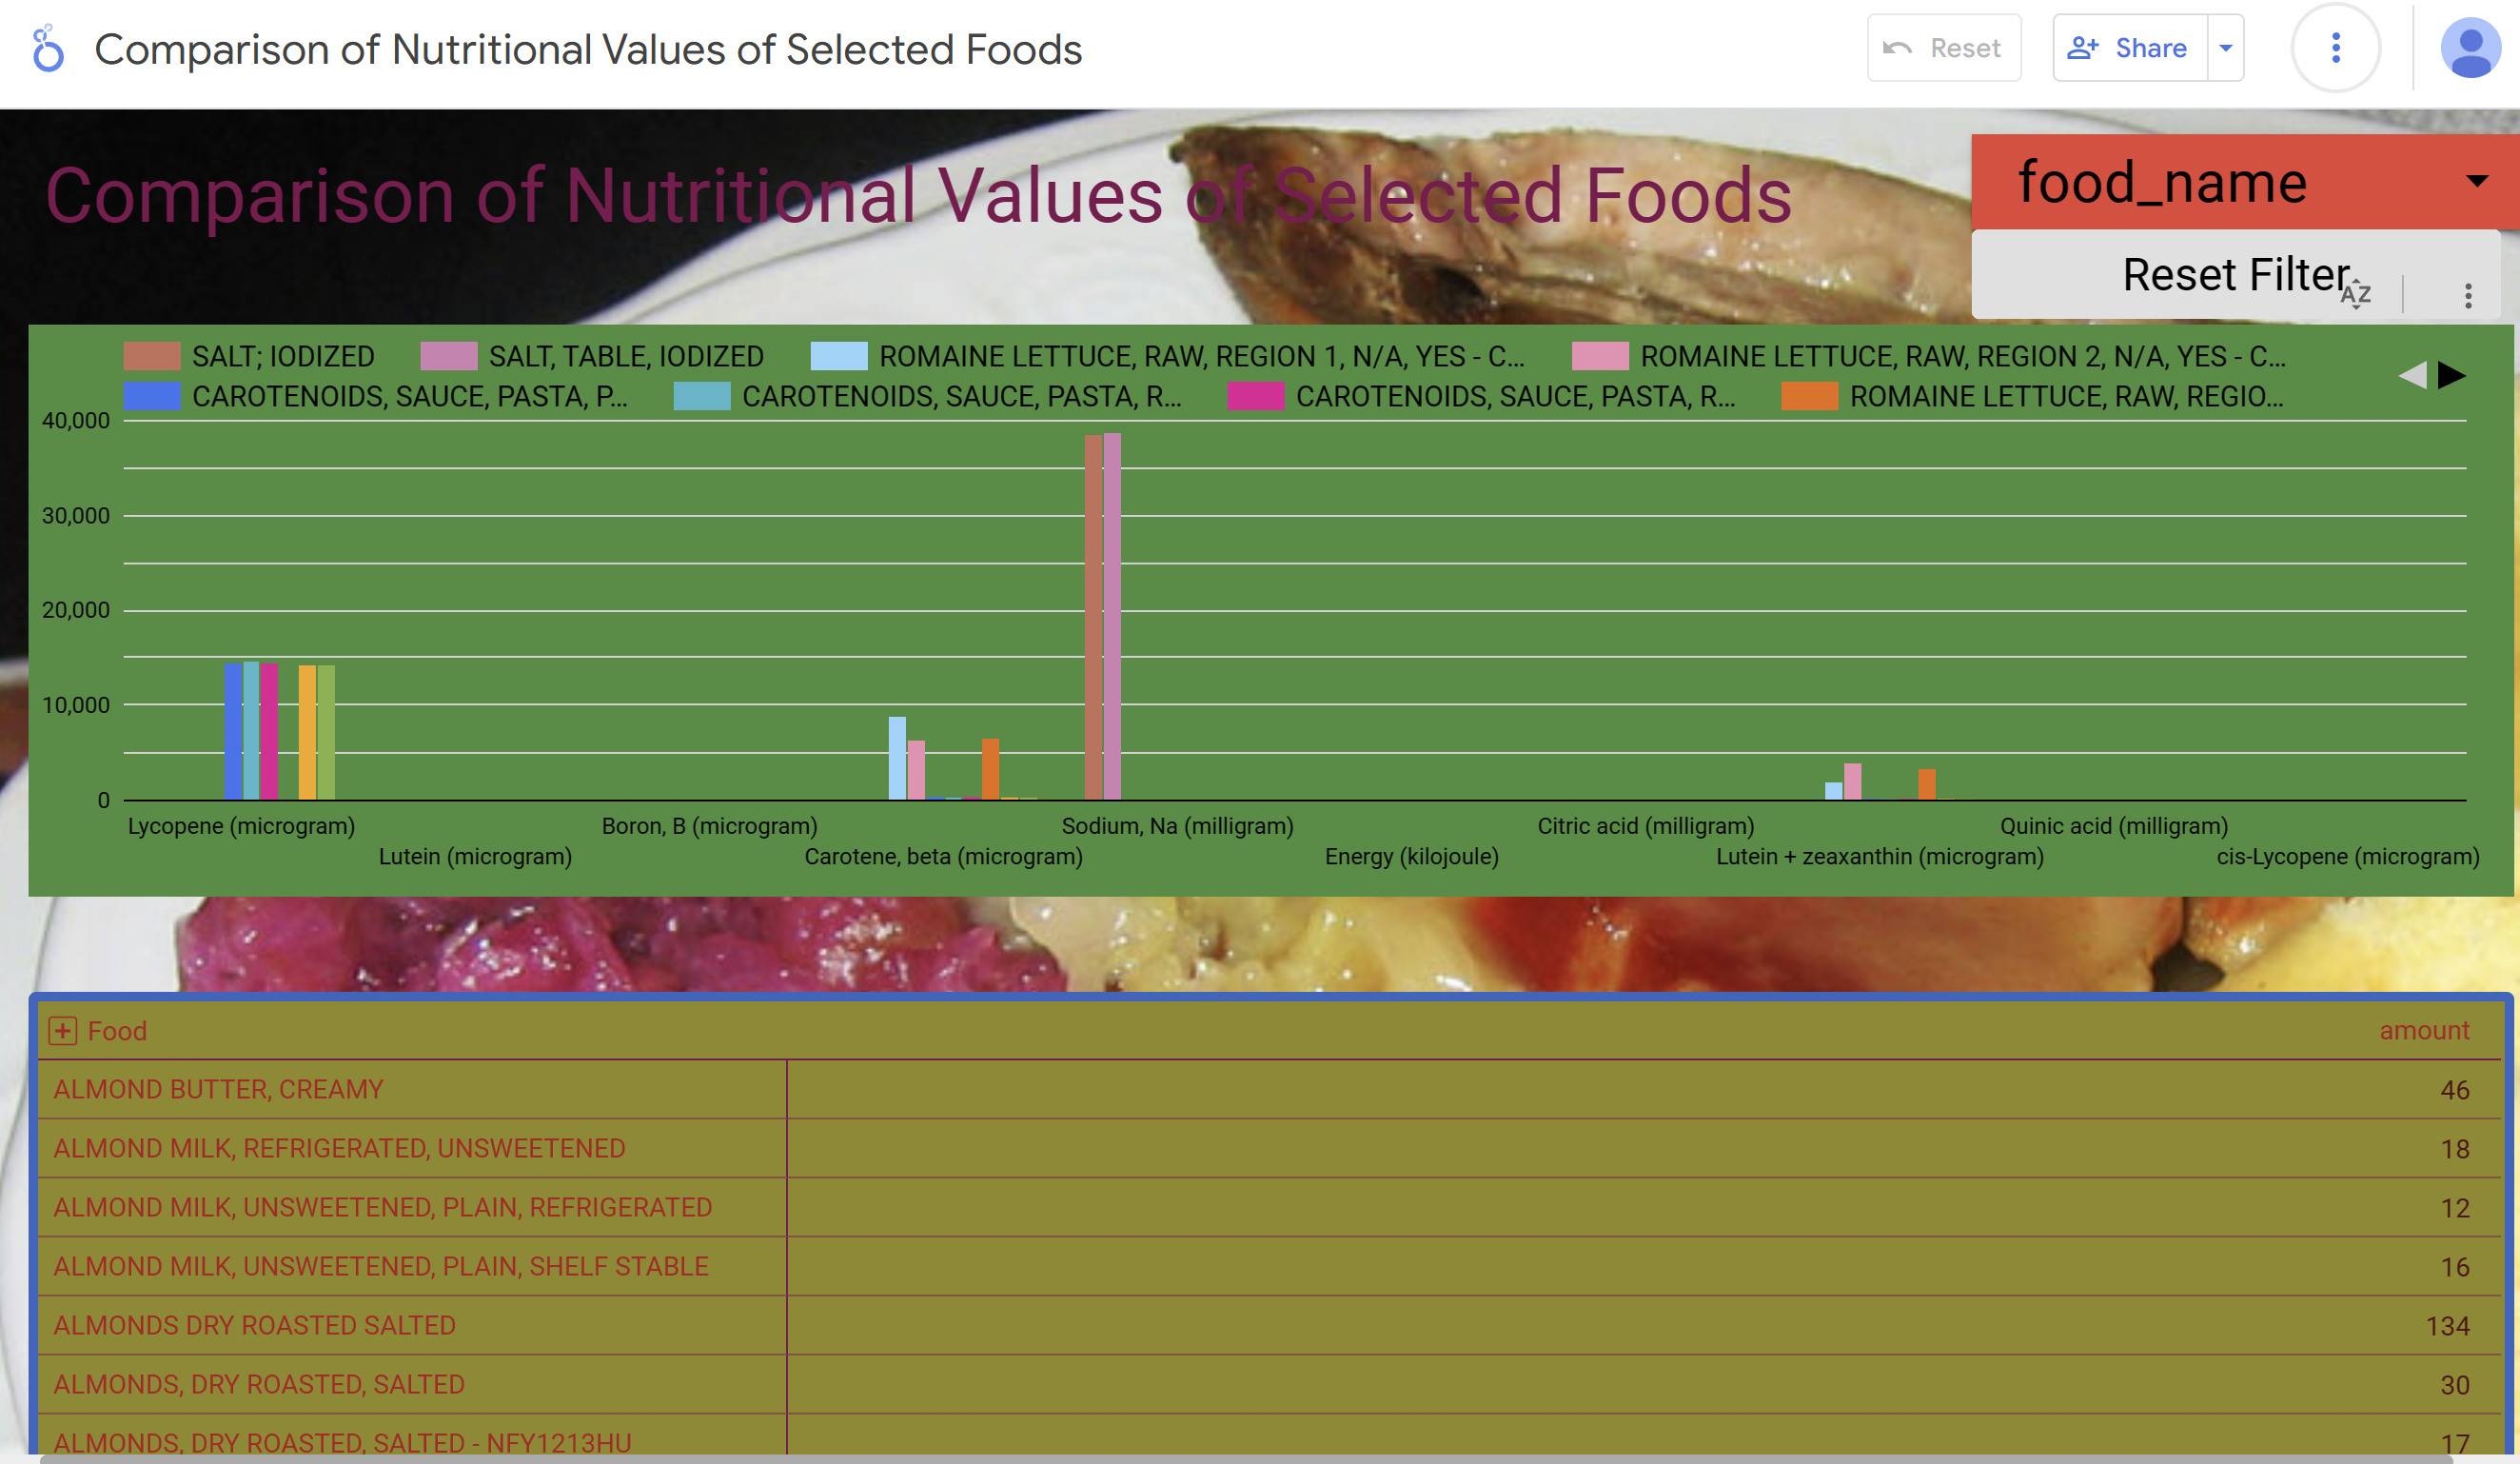 Comparison of Nutritional Values of Selected Foods
Reset
Share
Comparison of Nutritional Values of Selected Foods
food_name
Reset Filter
AZ
SALT; IODIZED
SALT, TABLE, IODIZED
ROMAINE LETTUCE, RAW, REGION 1, N/A, YES - C...
ROMAINE LETTUCE, RAW, REGION 2, N/A, YES - C...
CAROTENOIDS, SAUCE, PASTA, P...
CAROTENOIDS, SAUCE, PASTA, R...
CAROTENOIDS, SAUCE, PASTA, R...
ROMAINE LETTUCE, RAW, REGIO...
40,000
30,000
20,000
10,000
0
Lycopene (microgram)
Lutein (microgram)
Boron, B (microgram)
Carotene, beta (microgram)
Sodium, Na (milligram)
Energy (kilojoule)
Citric acid (milligram)
Lutein + zeaxanthin (microgram)
Quinic acid (milligram)
cis-Lycopene (microgram)
Food amount
ALMOND BUTTER, CREAMY 46
ALMOND MILK, REFRIGERATED, UNSWEETENED 18
ALMOND MILK, UNSWEETENED, PLAIN, REFRIGERATED 12
ALMOND MILK, UNSWEETENED, PLAIN, SHELF STABLE 16
ALMONDS DRY ROASTED SALTED 134
ALMONDS, DRY ROASTED, SALTED 30
ALMONDS, DRY ROASTED, SALTED - NFY1213HU 17